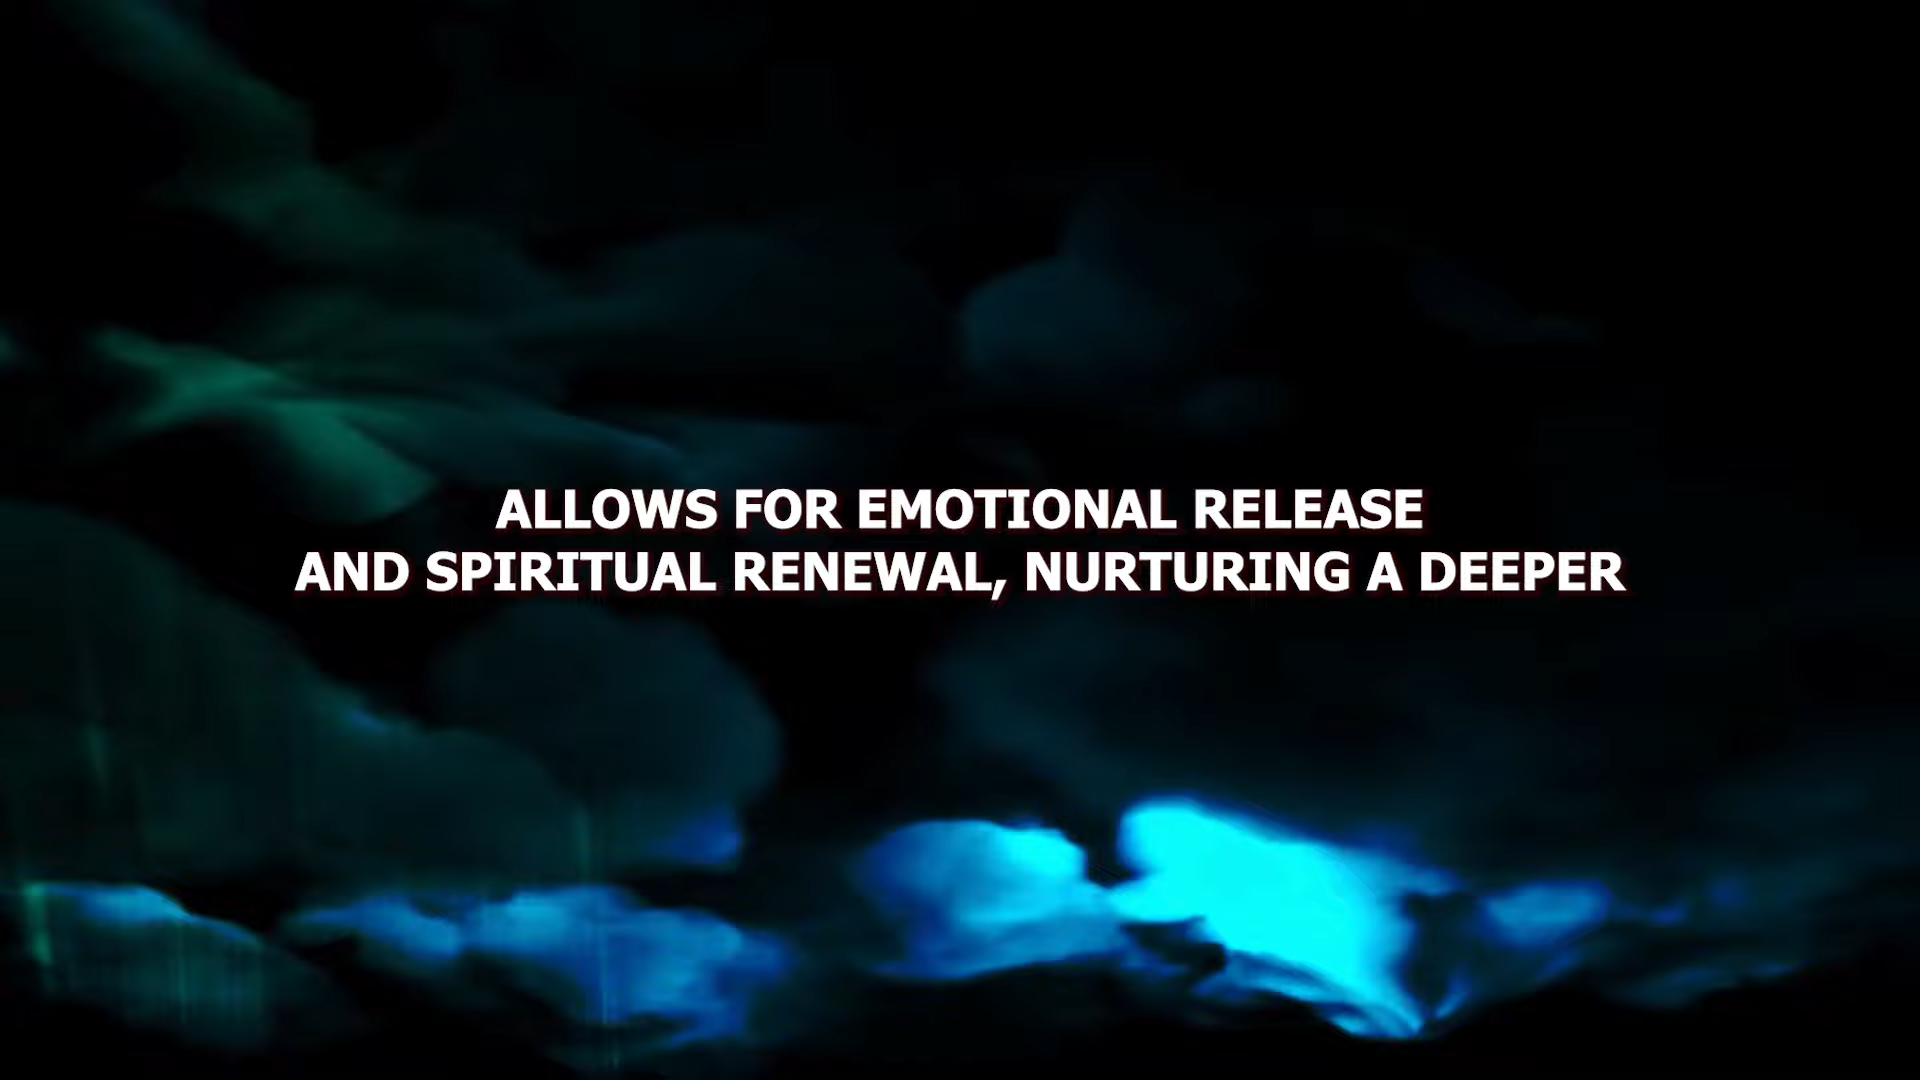 ALLOWS FOR EMOTIONAL RELEASE
AND SPIRITUAL RENEWAL, NURTURING A DEEPER